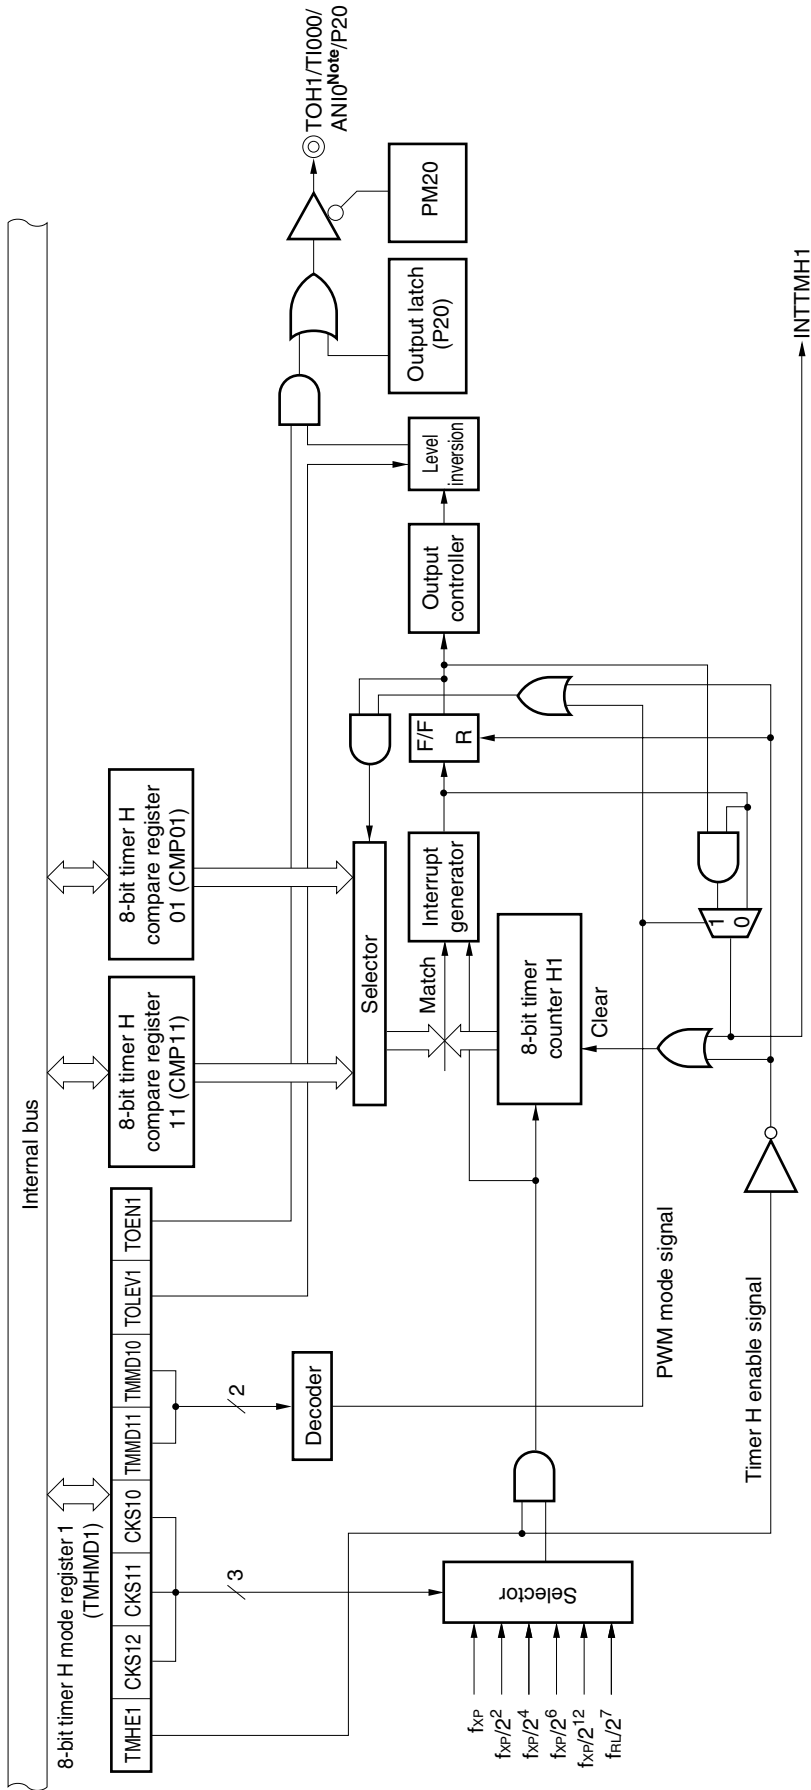 Internal bus
8-bit timer H mode register 1
(TMHMD1)
TMHE1
CKS12
CKS11
CKS10
TMMD11
TMMD10
TOLEV1
TOEN1
8-bit timer H
compare register
11 (CMP11)
8-bit timer H
compare register
01 (CMP01)
3
2
Decoder
Selector
TOH1/TI000/
ANI0Note/P20
PM20
Output latch
(P20)
Level
inversion
Output
controller
F/F
R
Interrupt
generator
Match
8-bit timer
counter H1
Clear
fXP
fXP/2^2
fXP/2^4
fXP/2^6
fXP/2^12
fRL/2^7
Selector
PWM mode signal
1
0
Timer H enable signal
INTTMH1